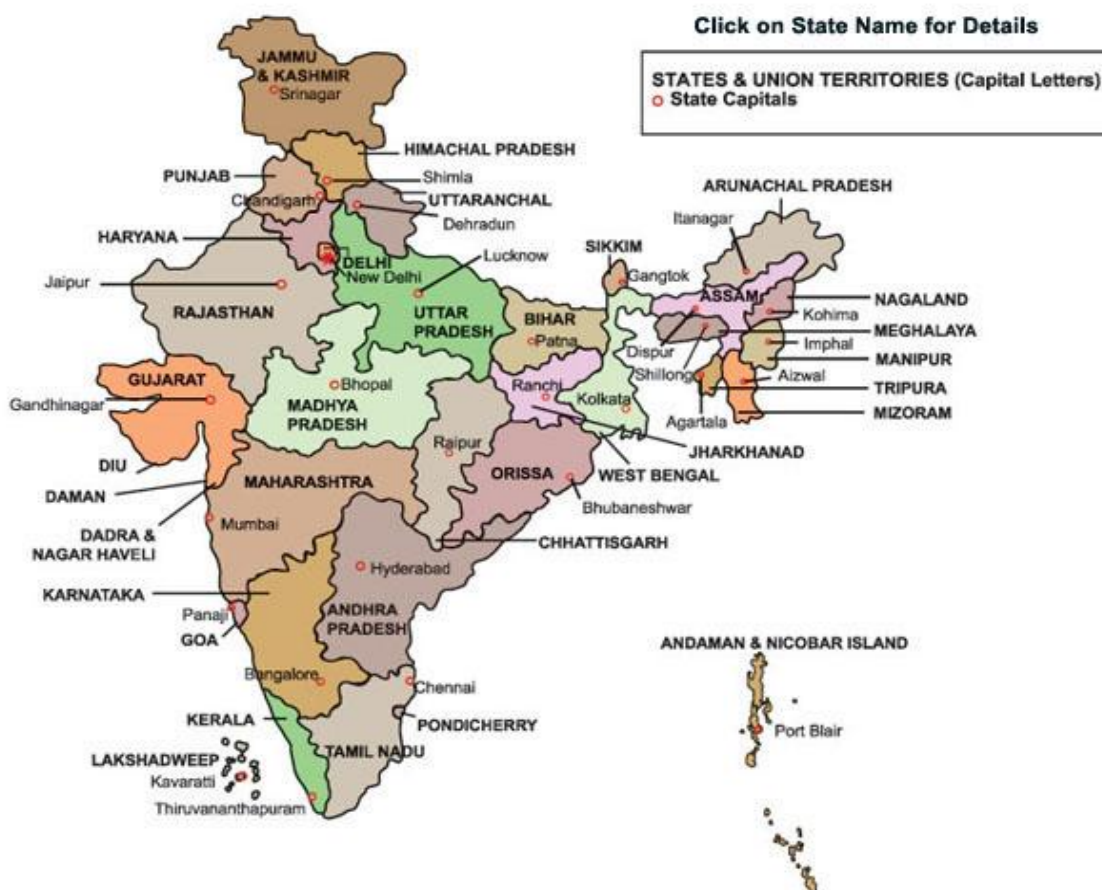 Click on State Name for Details
STATES & UNION TERRITORIES (Capital Letters)
State Capitals
JAMMU
& KASHMIR
Srinagar
HIMACHAL PRADESH
PUNJAB
Shimla
Chandigarh
UTTARANCHAL
Dehradun
HARYANA
DELHI
New Delhi
Lucknow
Jaipur
RAJASTHAN
UTTAR
PRADESH
ARUNACHAL PRADESH
Itanagar
SIKKIM
Gangtok
ASSAM
NAGALAND
BIHAR
Kohima
Patna
Dispur
MEGHALAYA
Imphal
Shillong
MANIPUR
GUJARAT
Gandhinagar
Bhopal
MADHYA
PRADESH
Ranchi
Kolkata
Aizwal
TRIPURA
Agartala
MIZORAM
Raipur
JHARKHANAD
DIU
DAMAN
MAHARASHTRA
ORISSA
WEST BENGAL
Bhubaneshwar
Mumbai
DADRA &
NAGAR HAVELI
CHHATTISGARH
Hyderabad
KARNATAKA
Panaji
GOA
ANDHRA
PRADESH
ANDAMAN & NICOBAR ISLAND
Bangalore
Chennai
KERALA
PONDICHERRY
Port Blair
LAKSHADWEEP
TAMIL NADU
Kavaratti
Thiruvananthapuram